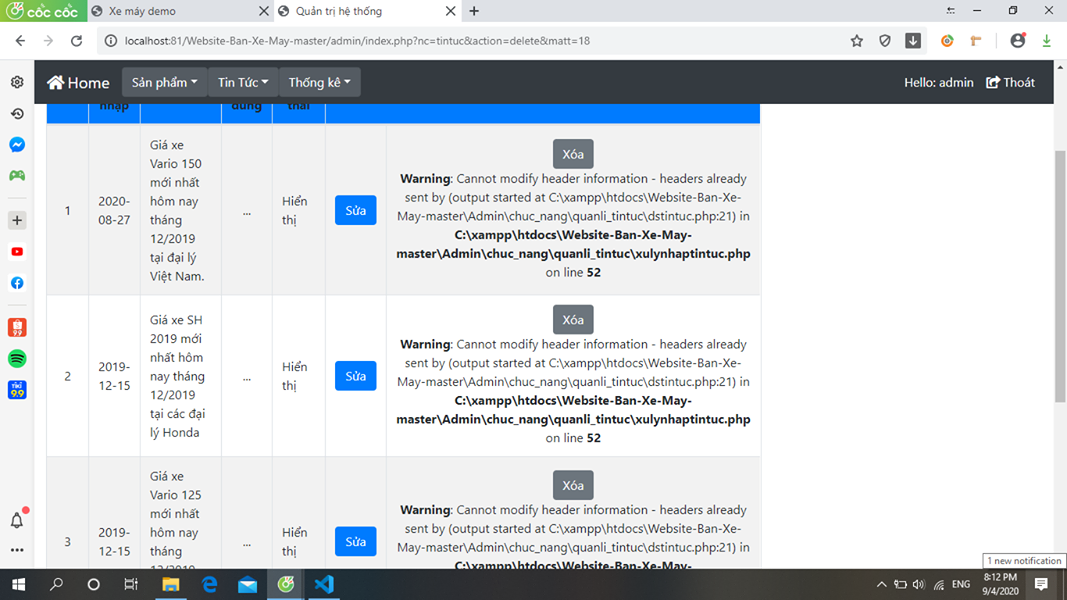 cốc cốc
Xe máy demo
Quản trị hệ thống
localhost:81/Website-Ban-Xe-May-master/admin/index.php?nc=tintuc&action=delete&matt=18
Home
Sản phẩm
Tin Tức
Thống kê
Hello: admin
Thoát
nhập
dung
thái
1
2020-
08-27
Giá xe
Vario 150
mới nhất
hôm nay
tháng
12/2019
tại đại lý
Việt Nam.
...
Hiển
thị
Sửa
Xóa
Warning: Cannot modify header information - headers already
sent by (output started at C:\xampp\htdocs\Website-Ban-Xe-
May-master\Admin\chuc_nang\quanli_tintuc\dstintuc.php:21) in
C:\xampp\htdocs\Website-Ban-Xe-May-
master\Admin\chuc_nang\quanli_tintuc\xulynhaptintuc.php
on line 52
2
2019-
12-15
Giá xe SH
2019 mới
nhất hôm
nay tháng
12/2019
tại các đại
lý Honda
...
Hiển
thị
Sửa
Xóa
Warning: Cannot modify header information - headers already
sent by (output started at C:\xampp\htdocs\Website-Ban-Xe-
May-master\Admin\chuc_nang\quanli_tintuc\dstintuc.php:21) in
C:\xampp\htdocs\Website-Ban-Xe-May-
master\Admin\chuc_nang\quanli_tintuc\xulynhaptintuc.php
on line 52
3
2019-
12-15
Giá xe
Vario 125
mới nhất
hôm nay
tháng
12/2019
...
Hiển
thị
Sửa
Xóa
Warning: Cannot modify header information - headers already
sent by (output started at C:\xampp\htdocs\Website-Ban-Xe-
May-master\Admin\chuc_nang\quanli_tintuc\dstintuc.php:21) in
C:\xampp\htdocs\Website-Ban-Xe-May-
1 new notification
ENG
8:12 PM
9/4/2020